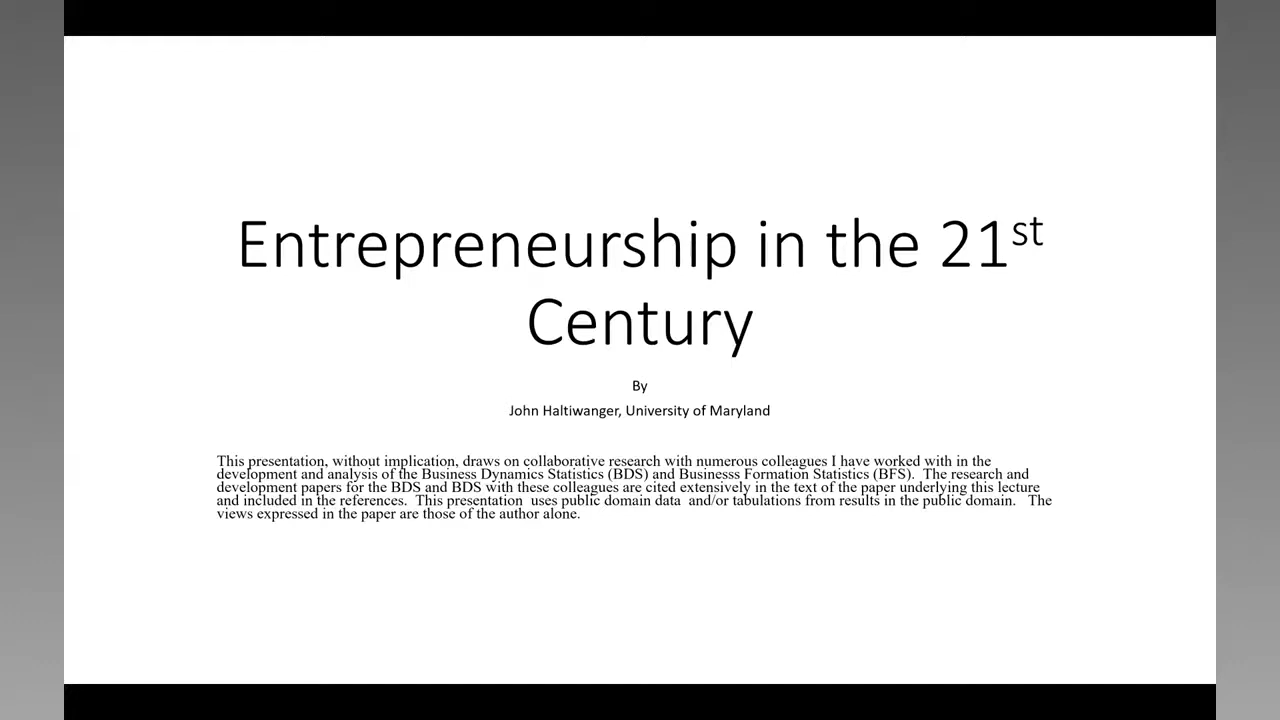 Entrepreneurship in the 21st
Century
By
John Haltiwanger, University of Maryland
This presentation, without implication, draws on collaborative research with numerous colleagues I have worked with in the
development and analysis of the Business Dynamics Statistics (BDS) and Businesss Formation Statistics (BFS).  The research and
development papers for the BDS and BDS with these colleagues are cited extensively in the text of the paper underlying this lecture
and included in the references.  This presentation  uses public domain data  and/or tabulations from results in the public domain.   The
views expressed in the paper are those of the author alone.